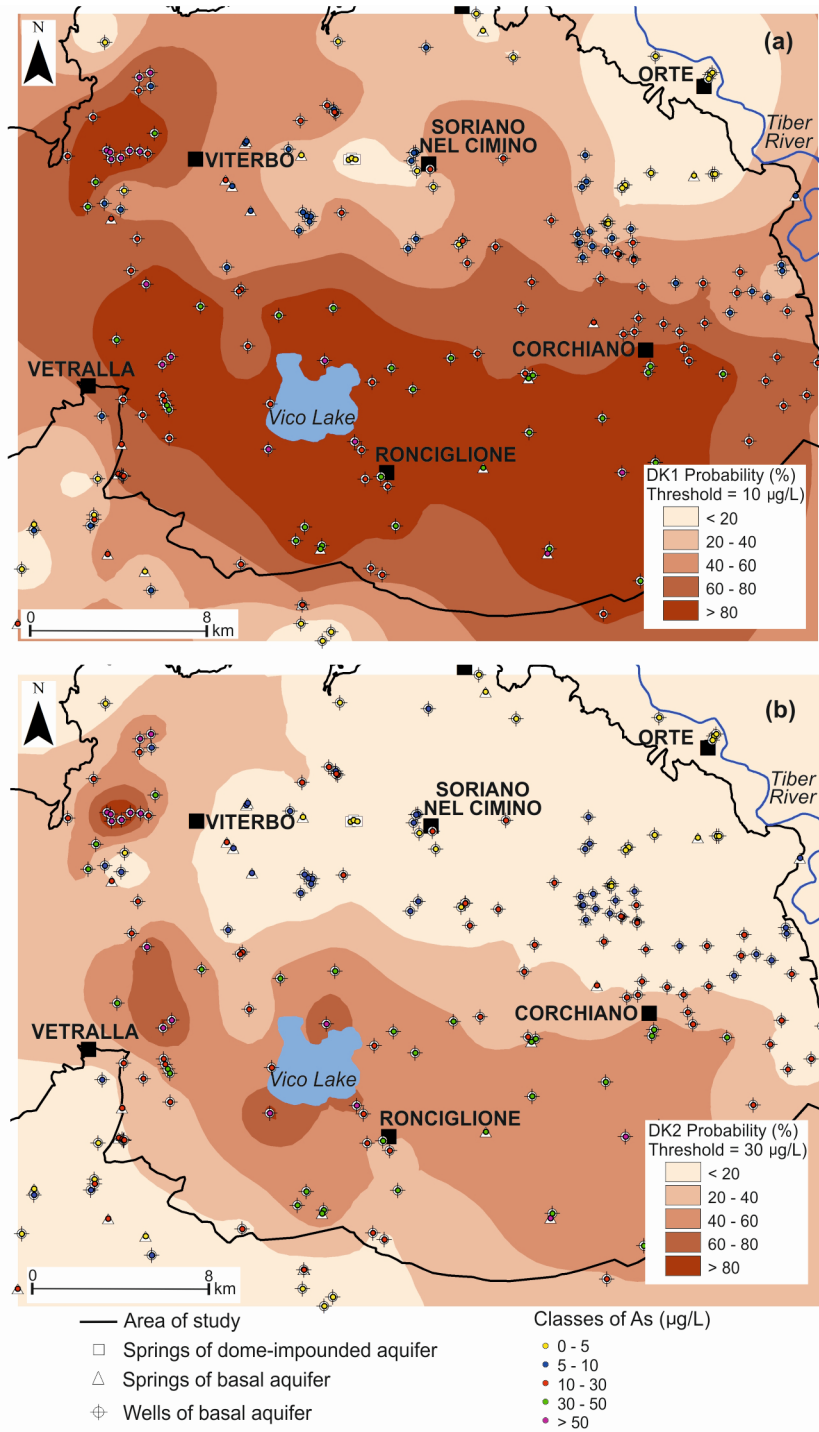 N
(a)
ORTE
Tiber
River
SORIANO
NEL CIMINO
VITERBO
CORCHIANO
VETRALLA
Vico Lake
RONCIGLIONE
DK1 Probability (%)
Threshold = 10 µg/L)
< 20
20 - 40
40 - 60
60 - 80
> 80
0 8
km
N
(b)
ORTE
Tiber
River
SORIANO
NEL CIMINO
VITERBO
CORCHIANO
VETRALLA
Vico Lake
RONCIGLIONE
DK2 Probability (%)
Threshold = 30 µg/L)
< 20
20 - 40
40 - 60
60 - 80
> 80
0 8
km
Area of study
Springs of dome-impounded aquifer
Springs of basal aquifer
Wells of basal aquifer
Classes of As (µg/L)
0 - 5
5 - 10
10 - 30
30 - 50
> 50